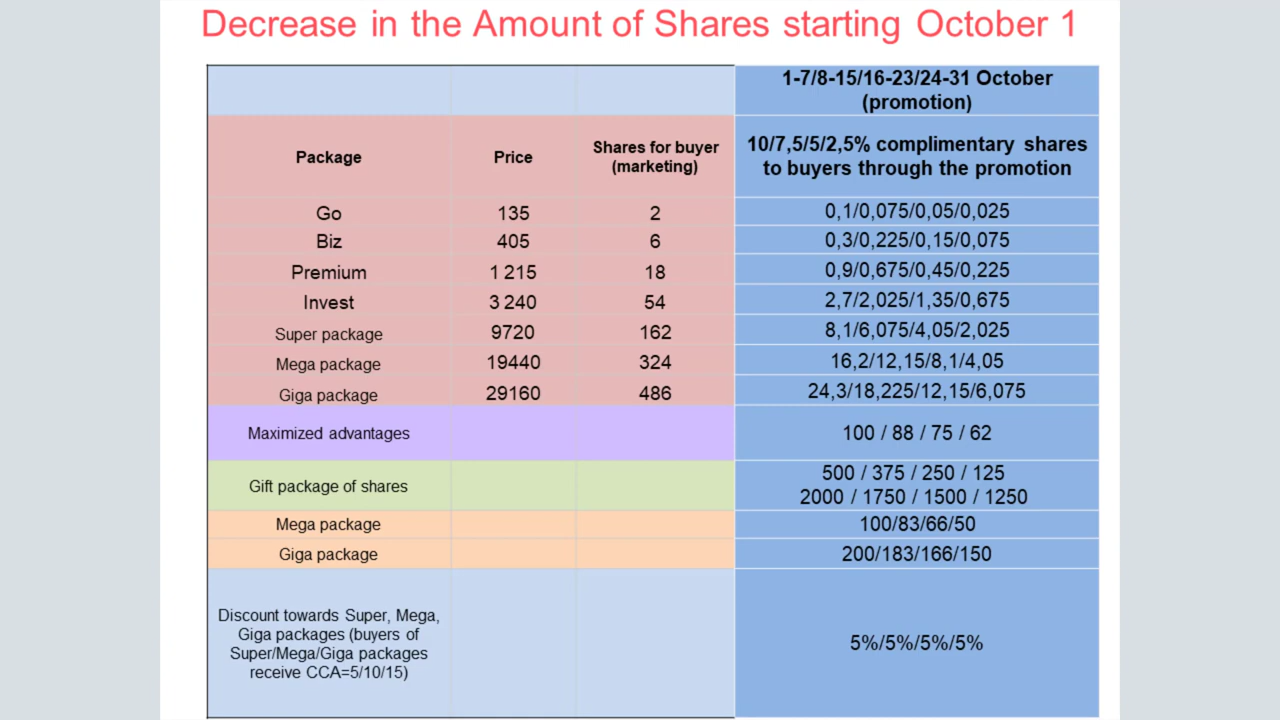 Decrease in the Amount of Shares starting October 1
1-7/8-15/16-23/24-31 October
(promotion)
Package Price Shares for buyer
(marketing)
10/7,5/5/2,5% complimentary shares
to buyers through the promotion
Go 135 2 0,1/0,075/0,05/0,025
Biz 405 6 0,3/0,225/0,15/0,075
Premium 1 215 18 0,9/0,675/0,45/0,225
Invest 3 240 54 2,7/2,025/1,35/0,675
Super package 9720 162 8,1/6,075/4,05/2,025
Mega package 19440 324 16,2/12,15/8,1/4,05
Giga package 29160 486 24,3/18,225/12,15/6,075
Maximized advantages 100 / 88 / 75 / 62
Gift package of shares 500 / 375 / 250 / 125
2000 / 1750 / 1500 / 1250
Mega package 100/83/66/50
Giga package 200/183/166/150
Discount towards Super, Mega,
Giga packages (buyers of
Super/Mega/Giga packages
receive CCA=5/10/15)
5%/5%/5%/5%